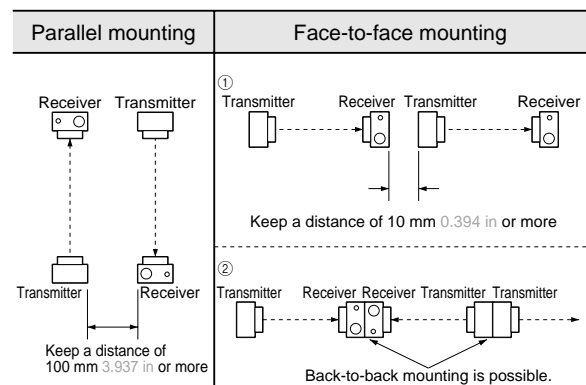 Parallel mounting
Face-to-face mounting
Receiver Transmitter
Transmitter Receiver
Keep a distance of
100 mm 3.937 in or more
①
Transmitter Receiver Transmitter Receiver
Keep a distance of 10 mm 0.394 in or more
②
Transmitter Receiver Receiver Transmitter Transmitter
Back-to-back mounting is possible.